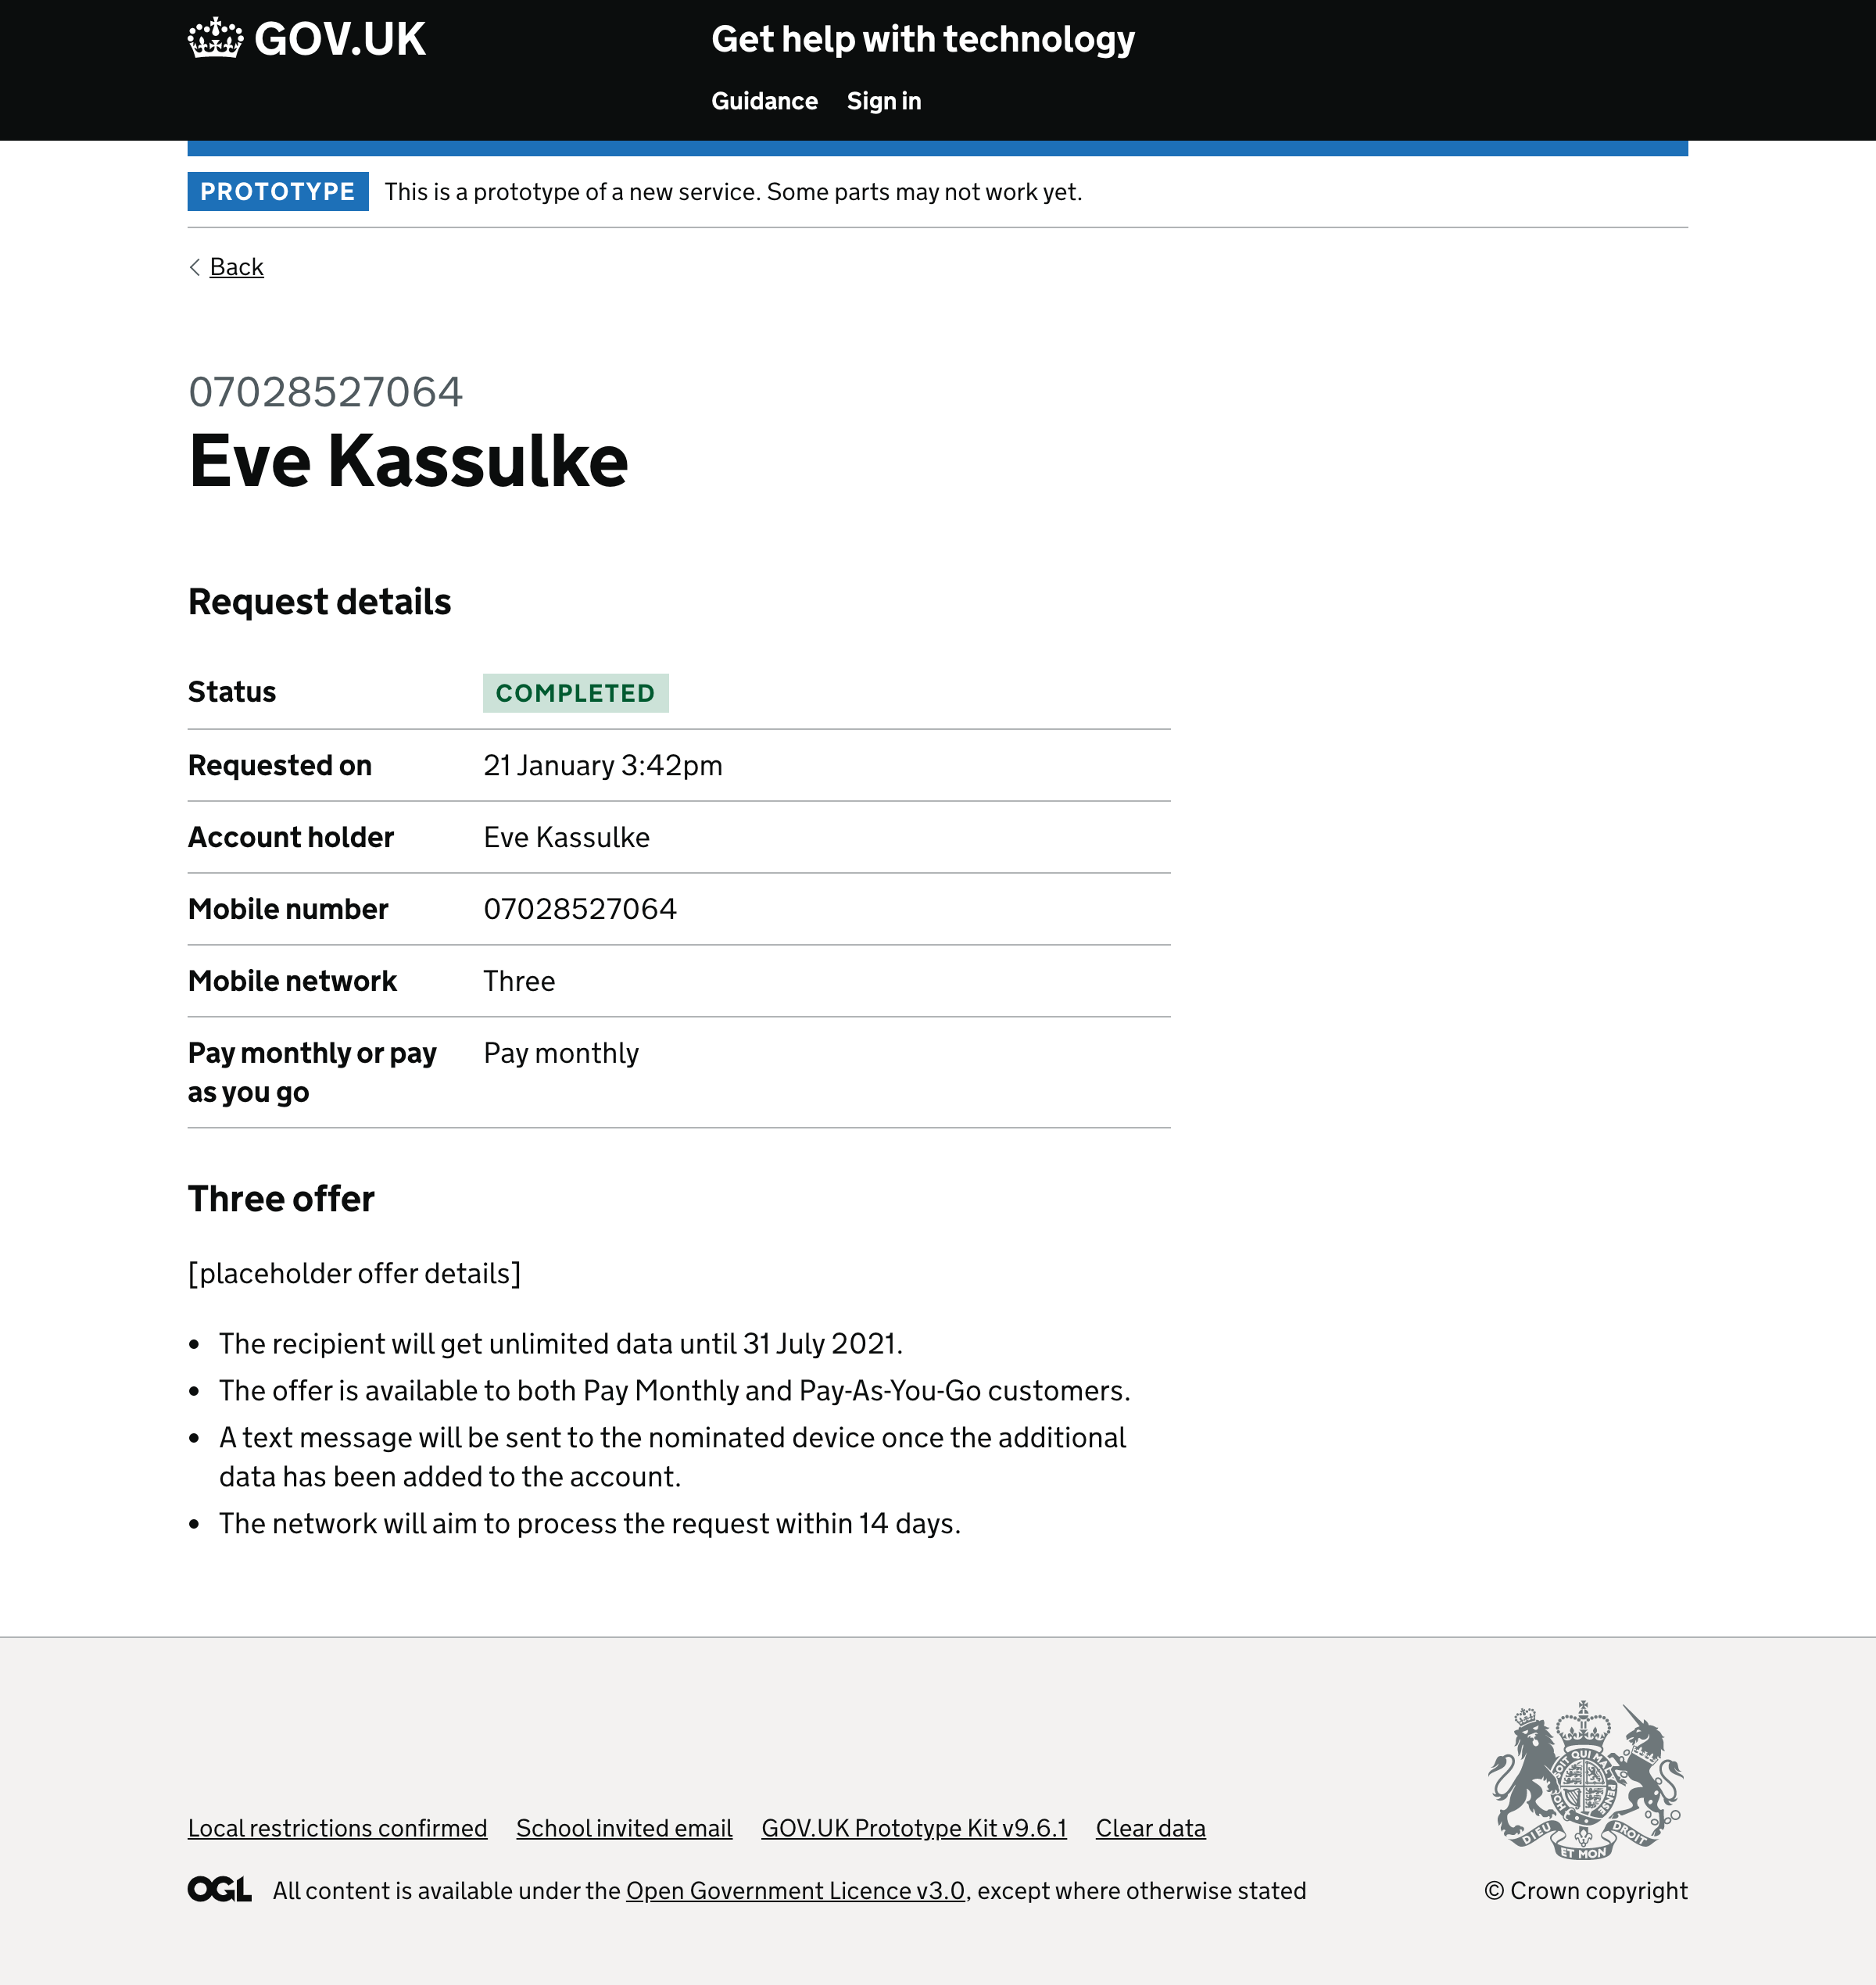 GOV.UK
Get help with technology
Guidance Sign in
PROTOTYPE This is a prototype of a new service. Some parts may not work yet.
Back
07028527064
Eve Kassulke
Request details
Status COMPLETED
Requested on 21 January 3:42pm
Account holder Eve Kassulke
Mobile number 07028527064
Mobile network Three
Pay monthly or pay Pay monthly
as you go
Three offer
[placeholder offer details]
• The recipient will get unlimited data until 31 July 2021.
• The offer is available to both Pay Monthly and Pay-As-You-Go customers.
• A text message will be sent to the nominated device once the additional
data has been added to the account.
• The network will aim to process the request within 14 days.
Local restrictions confirmed School invited email GOV.UK Prototype Kit v9.6.1 Clear data
OGL All content is available under the Open Government Licence v3.0, except where otherwise stated
DIEU ET MON DROIT
© Crown copyright